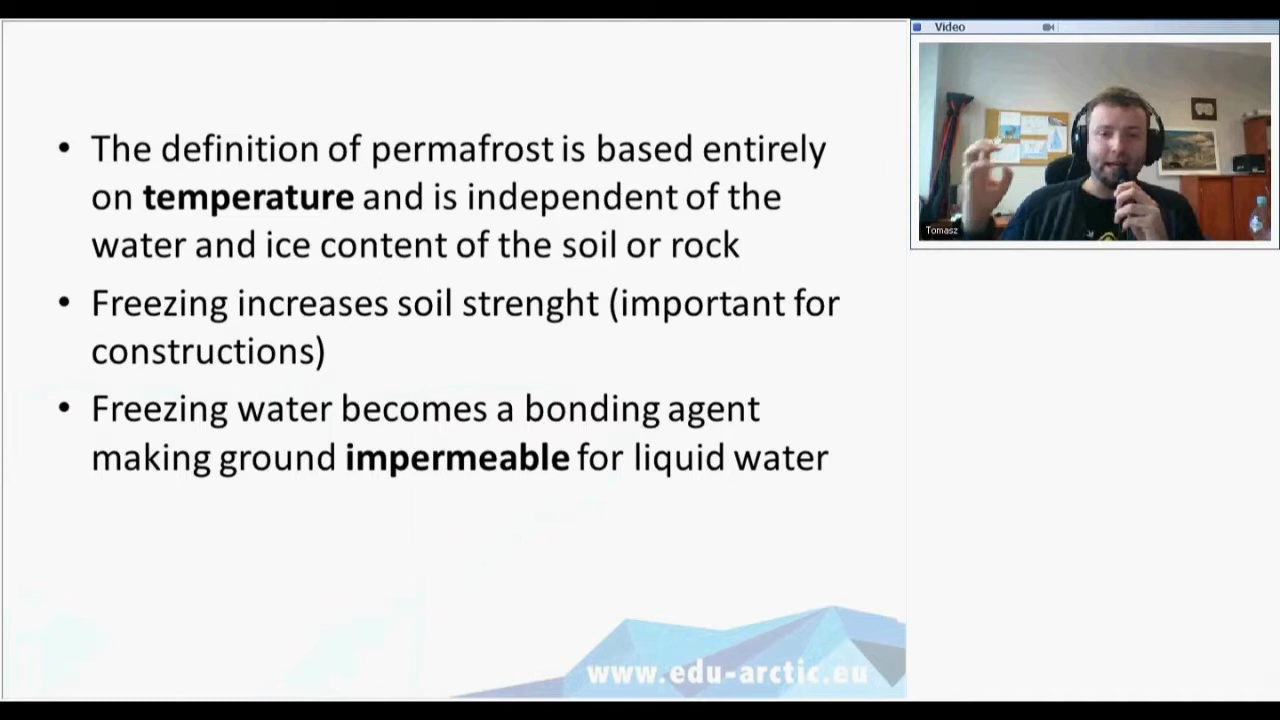 • The definition of permafrost is based entirely
on temperature and is independent of the
water and ice content of the soil or rock
• Freezing increases soil strenght (important for
constructions)
• Freezing water becomes a bonding agent
making ground impermeable for liquid water
www.edu-arctic.eu
Video
Tomasz